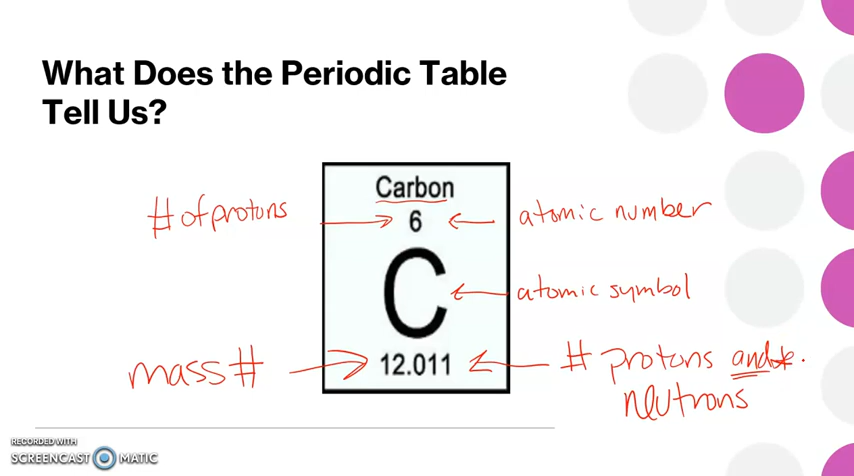 What Does the Periodic Table
Tell Us?
Carbon
# of protons
6
atomic number
C
atomic symbol
mass #
12.011
# protons and
neutrons
RECORDED WITH
SCREENCAST MATIC